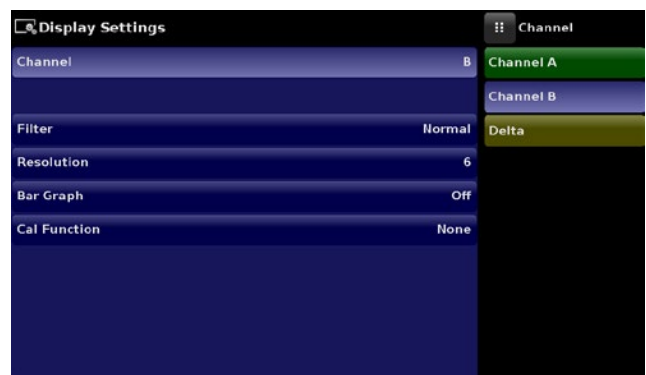 Display Settings
Channel B
Filter Normal
Resolution 6
Bar Graph Off
Cal Function None
Channel
Channel A
Channel B
Delta